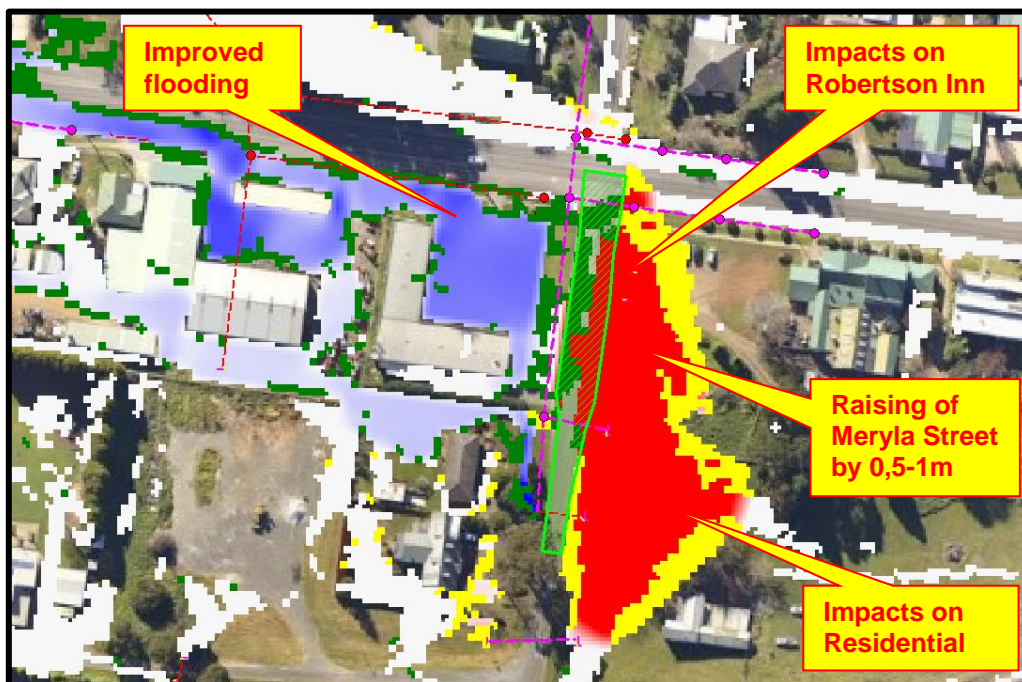 Improved
flooding
Impacts on
Robertson Inn
Raising of
Meryla Street
by 0,5-1m
Impacts on
Residential